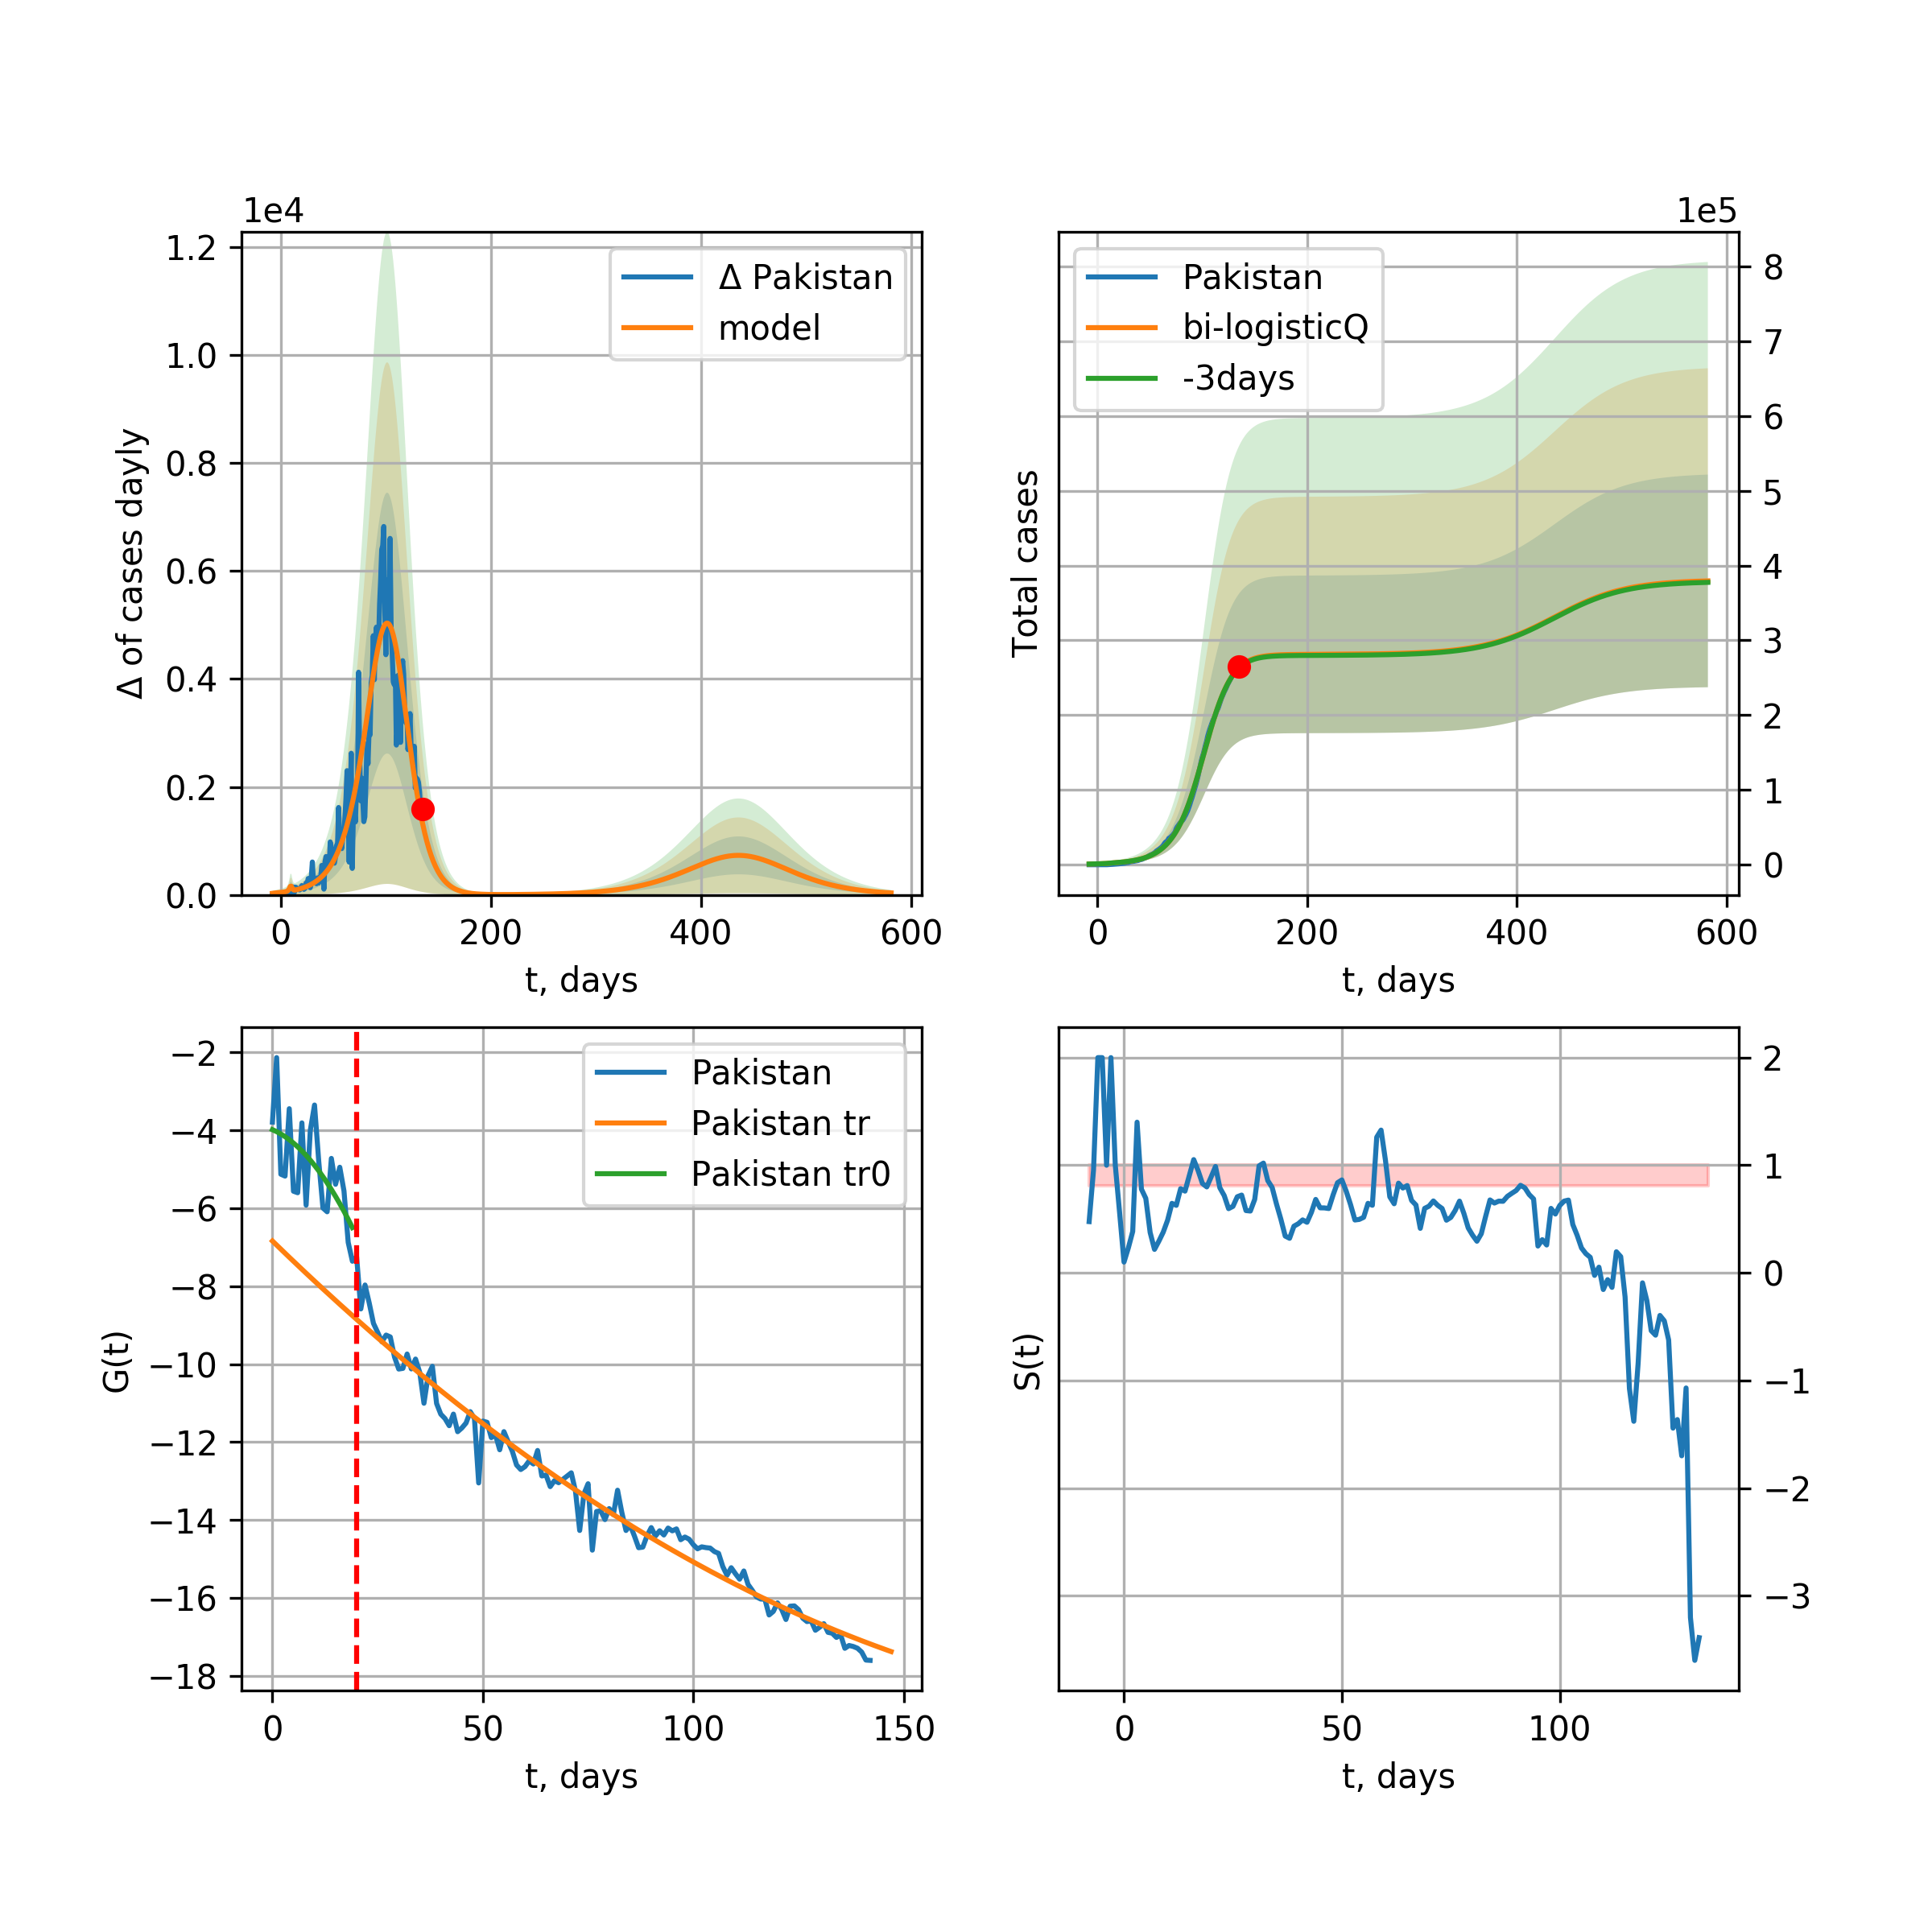 1e4
Δ of cases dayly
1.2
1.0
0.8
0.6
0.4
0.2
0.0
Δ Pakistan
model
0 200 400 600
t, days
1e5
Total cases
Pakistan
bi-logisticQ
-3days
8
7
6
5
4
3
2
1
0
0 200 400 600
t, days
G(t)
−2
−4
−6
−8
−10
−12
−14
−16
−18
Pakistan
Pakistan tr
Pakistan tr0
0 50 100 150
t, days
S(t)
2
1
0
−1
−2
−3
0 50 100
t, days